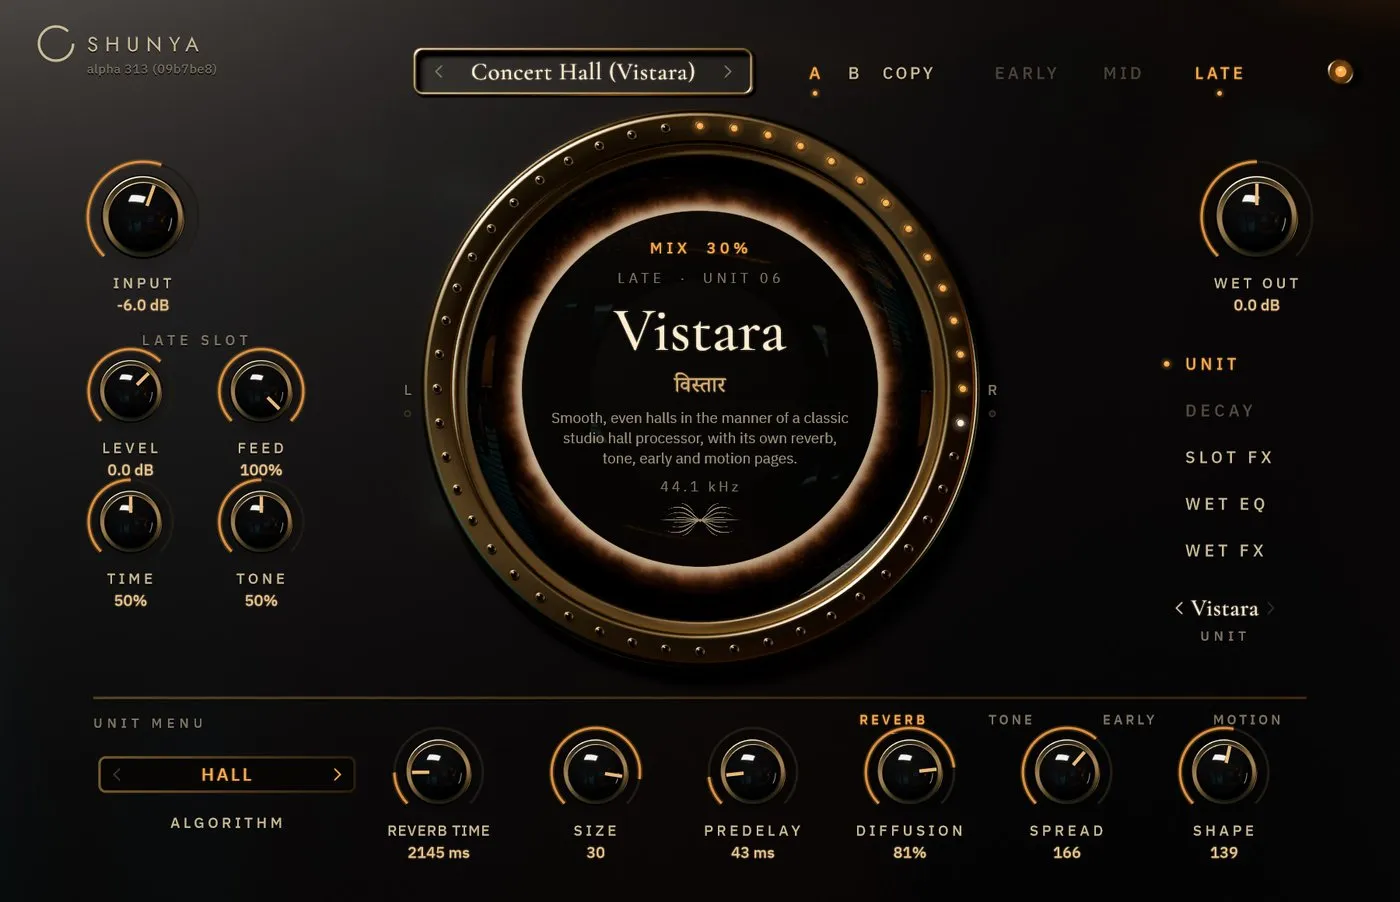 SHUNYA
alpha 313 (09b7be8)
Concert Hall (Vistara)
A B COPY EARLY MID LATE
INPUT
-6.0 dB
LATE SLOT
LEVEL
0.0 dB
FEED
100%
TIME
50%
TONE
50%
L
MIX 30%
LATE · UNIT 06
Vistara
विस्तार
Smooth, even halls in the manner of a classic
studio hall processor, with its own reverb,
tone, early and motion pages.
44.1 kHz
R
WET OUT
0.0 dB
UNIT
DECAY
SLOT FX
WET EQ
WET FX
Vistara
UNIT
UNIT MENU
REVERB TONE EARLY MOTION
HALL
ALGORITHM
REVERB TIME
2145 ms
SIZE
30
PREDELAY
43 ms
DIFFUSION
81%
SPREAD
166
SHAPE
139